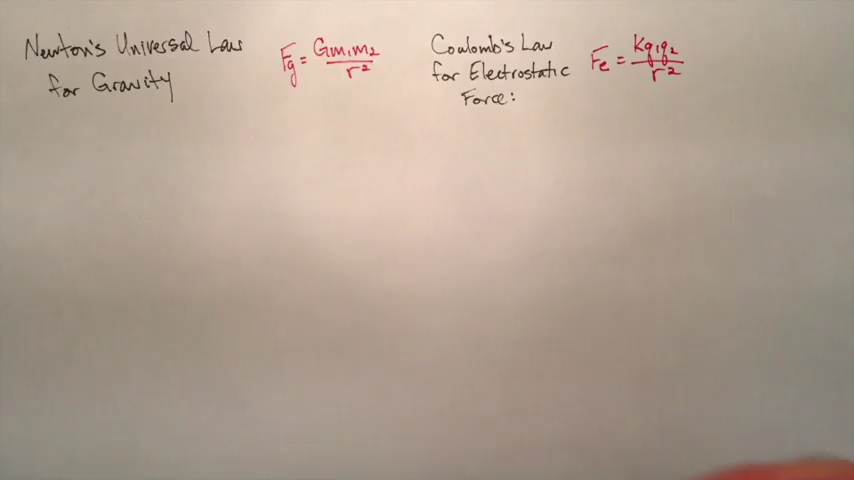 Newton's Universal Law
for Gravity
Fg = Gm₁m₂
r²
Coulomb's Law
for Electrostatic
Force:
Fe = Kq₁q₂
r²